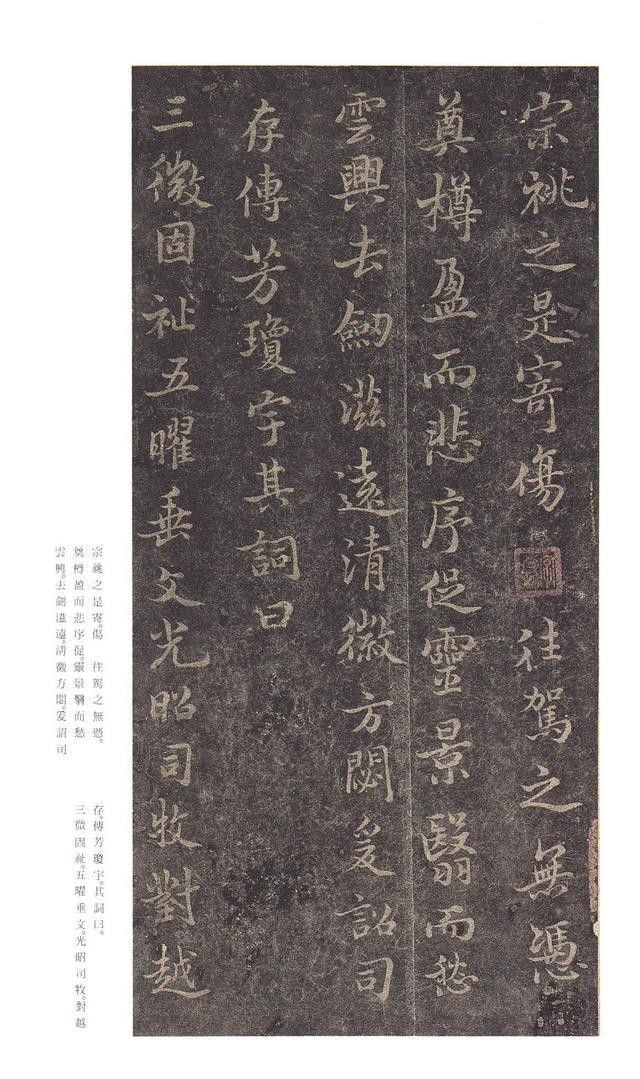 宗祧之是寄傷 往駕之無憑
奠樽盈而悲序促靈景翳而愁
雲興去劒滋遠清徽方閟爰詔司
存傳芳瓊字其詞曰
三微固祉五曜垂文光昭司牧對越
宗祧之是寄。傷 往駕之無憑。
奠樽盈而悲序促。靈景翳而愁
雲興。去劍滋遠。清徽方閟。爰詔司
存。傳芳瓊字。其詞曰。
三微固祉。五曜垂文。光昭司牧。對越